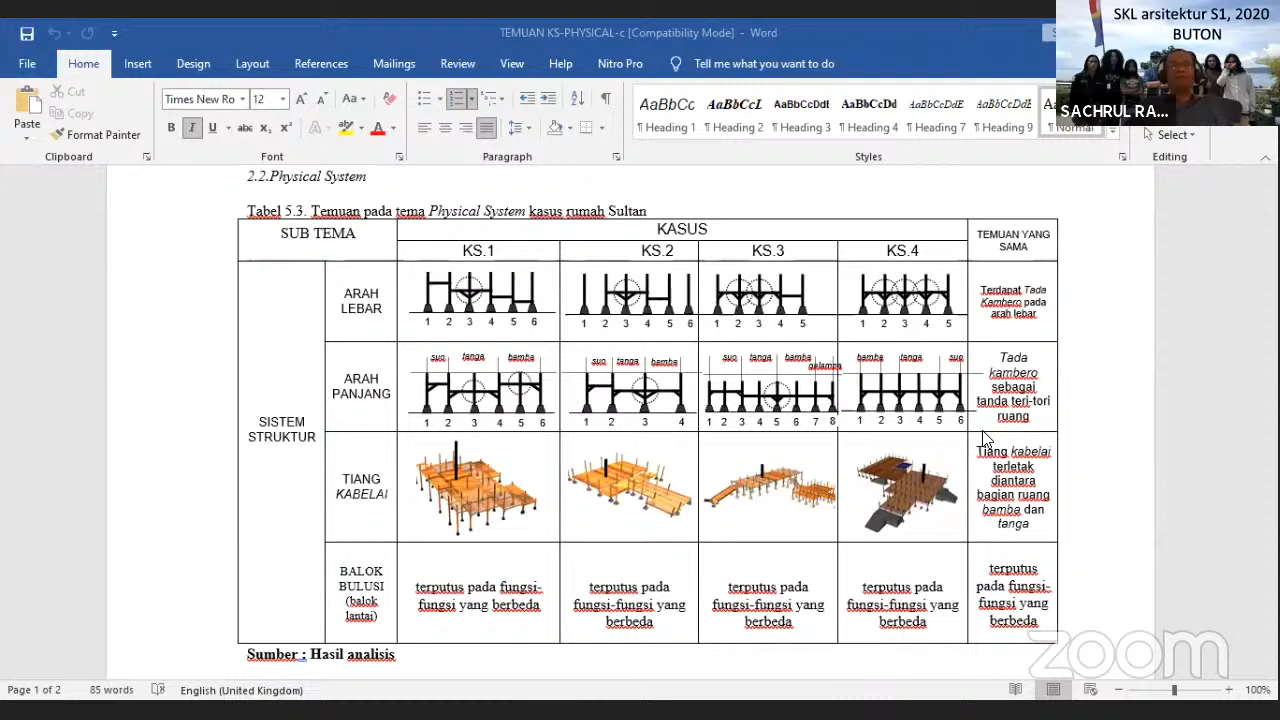 TEMUAN KS-PHYSICAL-c [Compatibility Mode] - Word
SKL arsitektur S1, 2020
BUTON
SACHRUL RA...
File Home Insert Design Layout References Mailings Review View Help Nitro Pro Tell me what you want to do
Paste
Cut
Copy
Format Painter
Clipboard
Times New Ro 12
Font
Paragraph
AaBbCc AaBbCcL AaBbCcDdE AaBbCcDd AaBbCcDdE AaBbCcDdE
¶ Heading 1 ¶ Heading 2 ¶ Heading 3 ¶ Heading 4 ¶ Heading 7 ¶ Heading 9 ¶ Normal
Styles
Select
Editing
2.2.Physical System
Tabel 5.3. Temuan pada tema Physical System kasus rumah Sultan
SUB TEMA
KASUS
TEMUAN YANG
SAMA
KS.1 KS.2 KS.3 KS.4
SISTEM
STRUKTUR
ARAH
LEBAR
1 2 3 4 5 6
1 2 3 4 5 6
1 2 3 4 5
1 2 3 4 5
Terdapat Tada
Kambero pada
arah lebar
ARAH
PANJANG
suo tanga bamba
1 2 3 4 5 6
suo tanga bamba
1 2 3 4
suo tanga bamba
galampa
1 2 3 4 5 6 7 8
bamba tanga suo
1 2 3 4 5 6
Tada
kambero
sebagai
tanda teri-tori
ruang
TIANG
KABELAI
Tiang kabelai
terletak
diantara
bagian ruang
bamba dan
tanga
BALOK
BULUSI
(balok
lantai)
terputus pada fungsi-
fungsi yang berbeda
terputus pada
fungsi-fungsi yang
berbeda
terputus pada
fungsi-fungsi yang
berbeda
terputus pada
fungsi-fungsi yang
berbeda
terputus
pada fungsi-
fungsi yang
berbeda
Sumber : Hasil analisis
zoom
Page 1 of 2 85 words English (United Kingdom) 100%